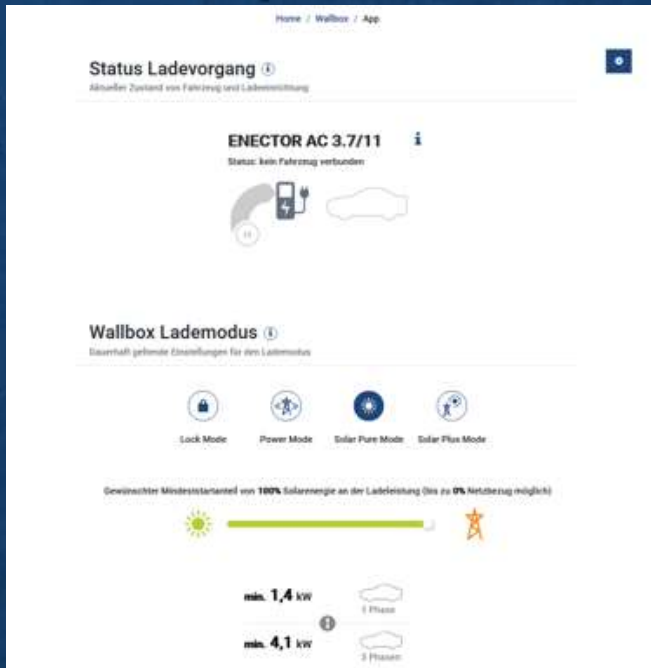 Home / Wallbox / App
Status Ladevorgang
Aktueller Zustand von Fahrzeug und Ladeeinrichtung
ENECTOR AC 3.7/11
Status: kein Fahrzeug verbunden
Wallbox Lademodus
Dauerhaft geltende Einstellungen für den Lademodus
Lock Mode Power Mode Solar Pure Mode Solar Plus Mode
Gewünschter Mindeststartanteil von 100% Solarenergie an der Ladeleistung (bis zu 0% Netzbezug möglich)
min. 1,4 kW 1 Phase
min. 4,1 kW 3 Phasen